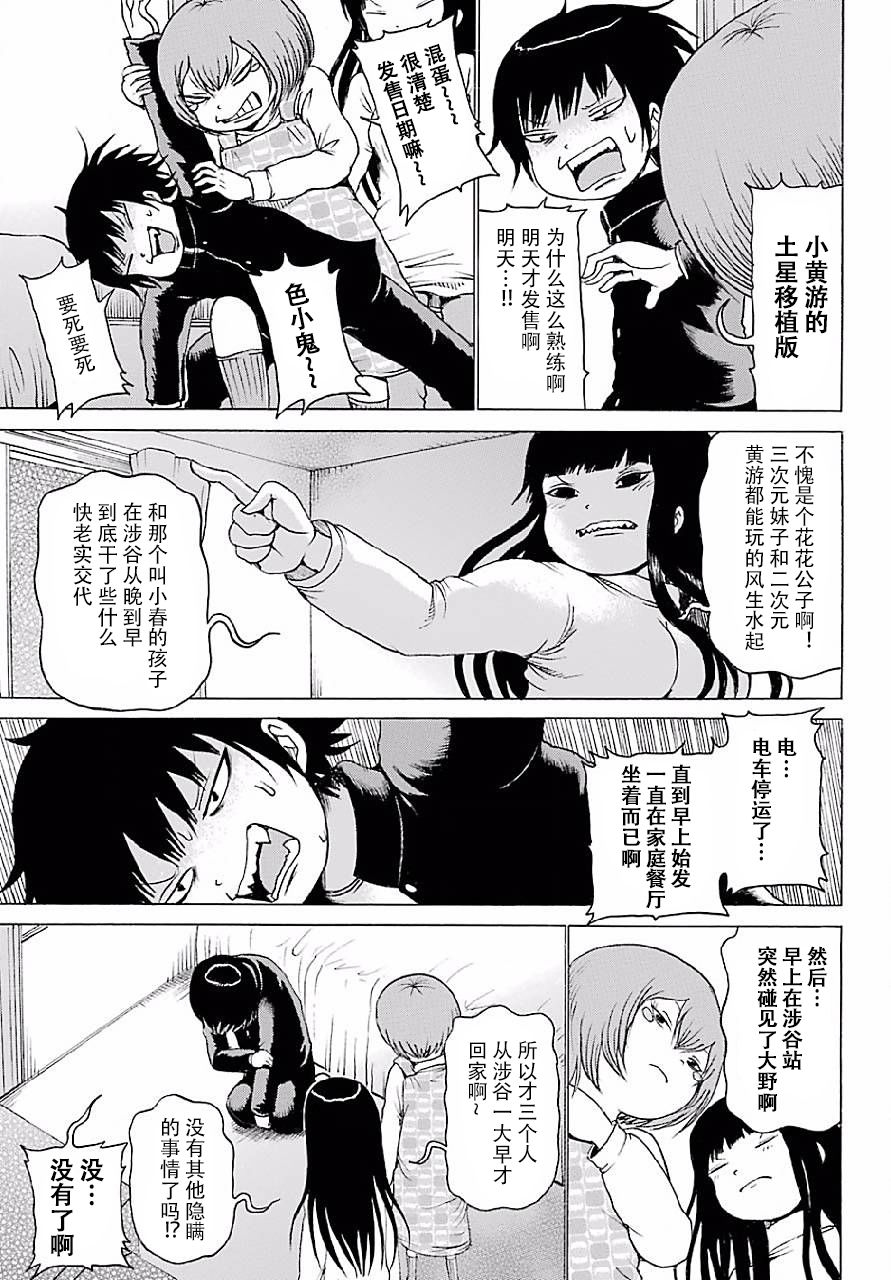 小黄游的
土星移植版
为什么这么熟练啊
明天才发售啊
明天…!!
混蛋～～～
很清楚
发售日期嘛～～
色小鬼～～
要死要死
不愧是个花花公子啊！
三次元妹子和二次元
黄游都能玩的风生水起
和那个叫小春的孩子
在涉谷从晚到早
到底干了些什么
快老实交代
电…
电车停运了…
直到早上始发
一直在家庭餐厅
坐着而已啊
然后…
早上在涉谷站
突然碰见了大野啊
所以才三个人
从涉谷一大早才
回家啊～
没有其他隐瞒
的事情了吗!?
没…
没有了啊